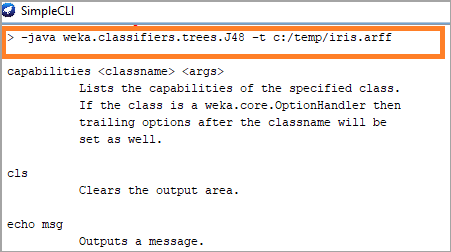 SimpleCLI
> -java weka.classifiers.trees.J48 -t c:/temp/iris.arff
capabilities <classname> <args>
Lists the capabilities of the specified class.
If the class is a weka.core.OptionHandler then
trailing options after the classname will be
set as well.
cls
Clears the output area.
echo msg
Outputs a message.